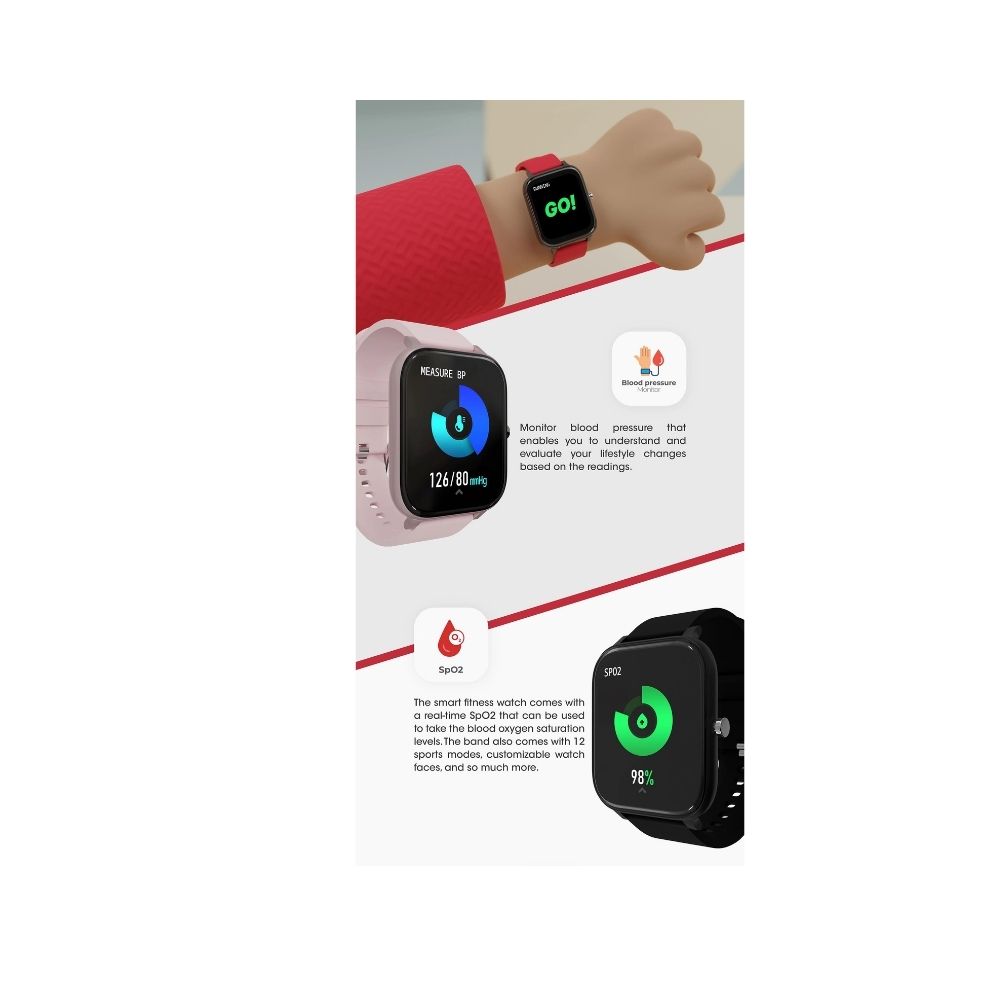 RUNNING
GO!
MEASURE BP
126/80mmHg
Blood pressure
Monitor
Monitor blood pressure that
enables you to understand and
evaluate your lifestyle changes
based on the readings.
SpO2
O₂
The smart fitness watch comes with
a real-time SpO2 that can be used
to take the blood oxygen saturation
levels. The band also comes with 12
sports modes, customizable watch
faces, and so much more.
SPO2
98%